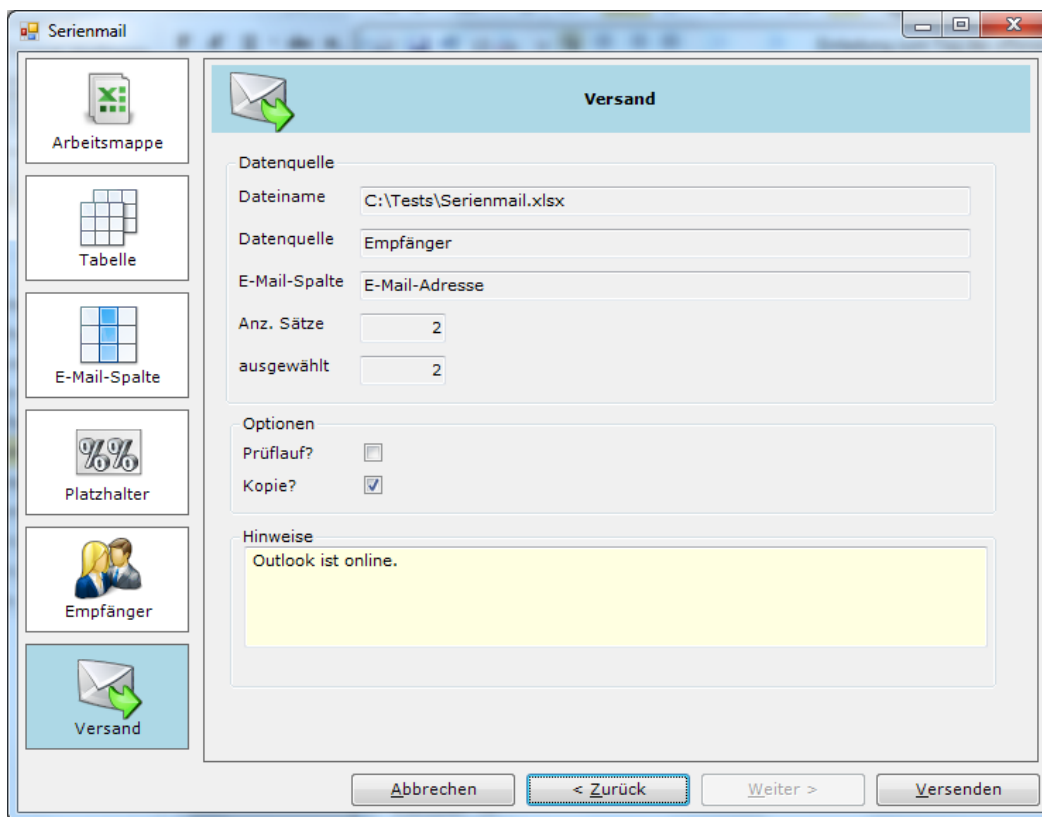 Serienmail
Arbeitsmappe
Tabelle
E-Mail-Spalte
Platzhalter
Empfänger
Versand
Versand
Datenquelle
Dateiname C:\Tests\Serienmail.xlsx
Datenquelle Empfänger
E-Mail-Spalte E-Mail-Adresse
Anz. Sätze 2
ausgewählt 2
Optionen
Prüflauf?
Kopie?
Hinweise
Outlook ist online.
Abbrechen < Zurück Weiter > Versenden